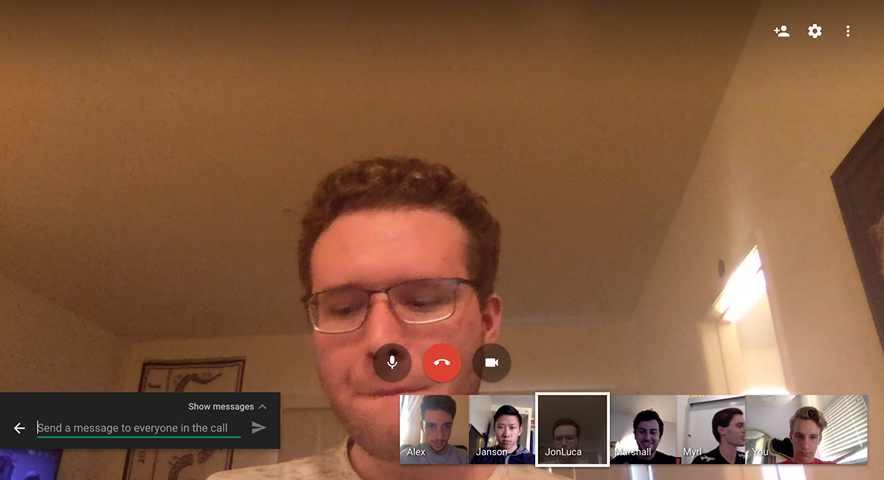 Show messages
Send a message to everyone in the call
Alex
Janson
JonLuca
Marshall
Myrl
You